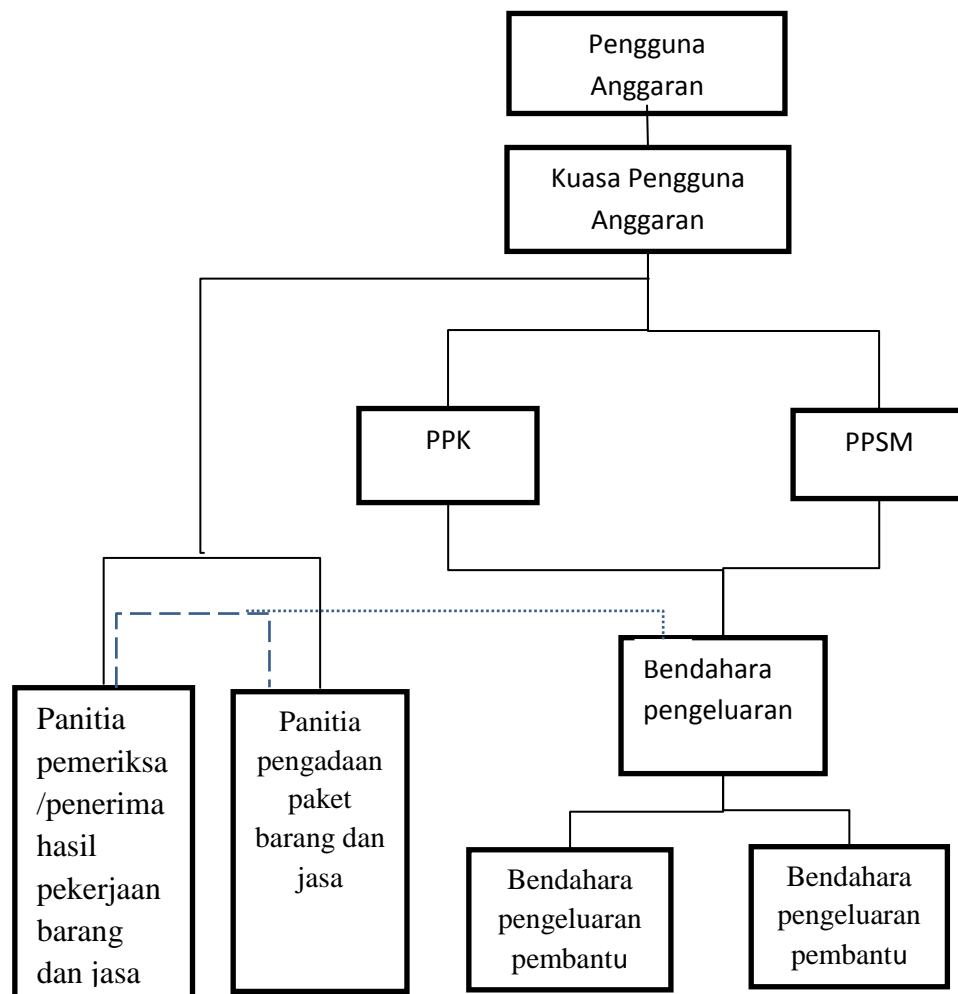 Pengguna
Anggaran
Kuasa Pengguna
Anggaran
PPK
PPSM
Bendahara
pengeluaran
Panitia
pemeriksa
/penerima
hasil
pekerjaan
barang
dan jasa
Panitia
pengadaan
paket
barang dan
jasa
Bendahara
pengeluaran
pembantu
Bendahara
pengeluaran
pembantu